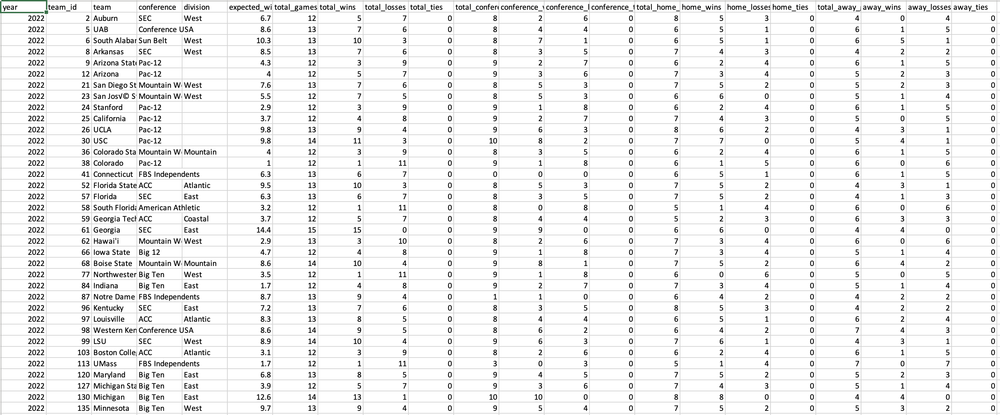 year team_id team conference division expected_wi total_games total_wins total_losses total_ties total_confere conference_ conference_l conference_t total_home_ home_wins home_losses home_ties total_away_ away_wins away_losses away_ties
2022 2 Auburn SEC West 6.7 12 5 7 0 8 2 6 0 8 5 3 0 4 0 4 0
2022 5 UAB Conference USA 8.6 13 7 6 0 8 4 4 0 6 5 1 0 6 1 5 0
2022 6 South Alabar Sun Belt West 10.3 13 10 3 0 8 7 1 0 6 5 1 0 6 5 1 0
2022 8 Arkansas SEC West 8.5 13 7 6 0 8 3 5 0 7 4 3 0 4 2 2 0
2022 9 Arizona State Pac-12 4.3 12 3 9 0 9 2 7 0 6 2 4 0 6 1 5 0
2022 12 Arizona Pac-12 4 12 5 7 0 9 3 6 0 7 3 4 0 5 2 3 0
2022 21 San Diego St Mountain W West 7.6 13 7 6 0 8 5 3 0 7 5 2 0 5 2 3 0
2022 23 San Jos√© S Mountain W West 5.5 12 7 5 0 8 5 3 0 6 6 0 0 5 1 4 0
2022 24 Stanford Pac-12 2.9 12 3 9 0 9 1 8 0 6 2 4 0 6 1 5 0
2022 25 California Pac-12 3.7 12 4 8 0 9 2 7 0 7 4 3 0 5 0 5 0
2022 26 UCLA Pac-12 9.8 13 9 4 0 9 6 3 0 8 6 2 0 4 3 1 0
2022 30 USC Pac-12 9.8 14 11 3 0 10 8 2 0 7 7 0 0 5 4 1 0
2022 36 Colorado Sta Mountain W Mountain 4 12 3 9 0 8 3 5 0 6 2 4 0 6 1 5 0
2022 38 Colorado Pac-12 1 12 1 11 0 9 1 8 0 6 1 5 0 6 0 6 0
2022 41 Connecticut FBS Independents 6.3 13 6 7 0 0 0 0 0 6 5 1 0 6 1 5 0
2022 52 Florida State ACC Atlantic 9.5 13 10 3 0 8 5 3 0 7 5 2 0 4 3 1 0
2022 57 Florida SEC East 6.3 13 6 7 0 8 3 5 0 7 5 2 0 4 1 3 0
2022 58 South Florida American Athletic 3.2 12 1 11 0 8 0 8 0 5 1 4 0 6 0 6 0
2022 59 Georgia Tech ACC Coastal 3.7 12 5 7 0 8 4 4 0 5 2 3 0 6 3 3 0
2022 61 Georgia SEC East 14.4 15 15 0 0 9 9 0 0 6 6 0 0 4 4 0 0
2022 62 Hawai'i Mountain W West 2.9 13 3 10 0 8 2 6 0 7 3 4 0 6 0 6 0
2022 66 Iowa State Big 12 4.7 12 4 8 0 9 1 8 0 7 3 4 0 5 1 4 0
2022 68 Boise State Mountain W Mountain 8.6 14 10 4 0 9 8 1 0 7 5 2 0 6 4 2 0
2022 77 Northwester Big Ten West 3.5 12 1 11 0 9 1 8 0 6 0 6 0 5 0 5 0
2022 84 Indiana Big Ten East 1.7 12 4 8 0 9 2 7 0 7 3 4 0 5 1 4 0
2022 87 Notre Dame FBS Independents 8.7 13 9 4 0 1 1 0 0 6 4 2 0 4 2 2 0
2022 96 Kentucky SEC East 7.2 13 7 6 0 8 3 5 0 8 5 3 0 4 2 2 0
2022 97 Louisville ACC Atlantic 8.3 13 8 5 0 8 4 4 0 6 5 1 0 6 2 4 0
2022 98 Western Ken Conference USA 8.6 14 9 5 0 8 6 2 0 6 4 2 0 7 4 3 0
2022 99 LSU SEC West 8.9 14 10 4 0 9 6 3 0 7 6 1 0 4 3 1 0
2022 103 Boston Colle ACC Atlantic 3.1 12 3 9 0 8 2 6 0 6 2 4 0 6 1 5 0
2022 113 UMass FBS Independents 1.7 12 1 11 0 3 0 3 0 5 1 4 0 7 0 7 0
2022 120 Maryland Big Ten East 6.8 13 8 5 0 9 4 5 0 7 5 2 0 5 2 3 0
2022 127 Michigan Sta Big Ten East 3.9 12 5 7 0 9 3 6 0 7 4 3 0 5 1 4 0
2022 130 Michigan Big Ten East 12.6 14 13 1 0 10 10 0 0 8 8 0 0 4 4 0 0
2022 135 Minnesota Big Ten West 9.7 13 9 4 0 9 5 4 0 7 5 2 0 5 3 2 0